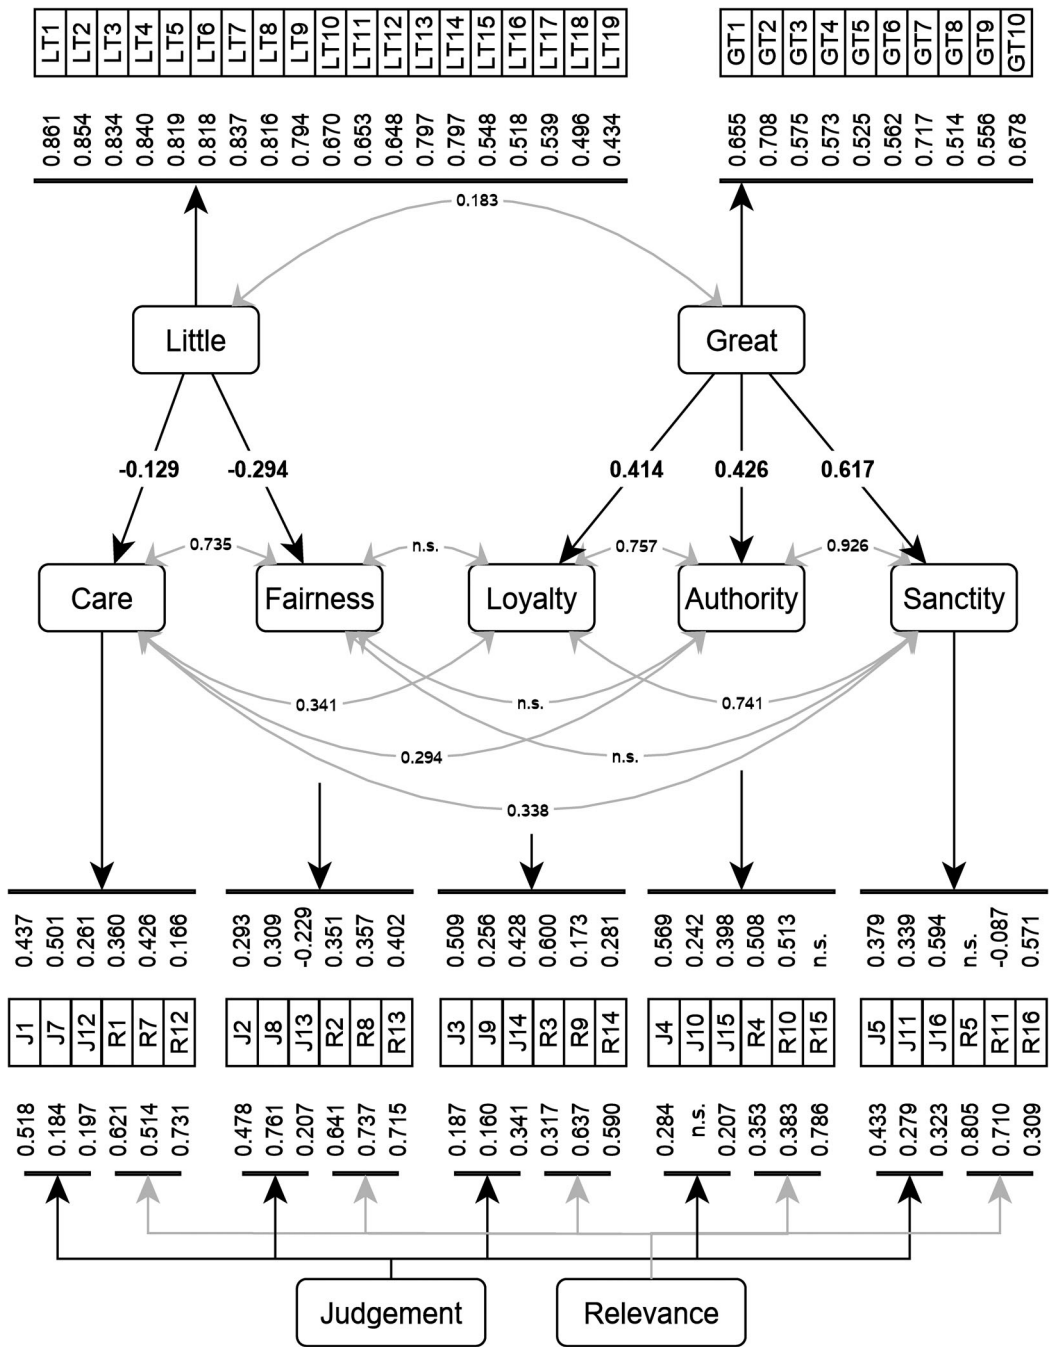 LT1 LT2 LT3 LT4 LT5 LT6 LT7 LT8 LT9 LT10 LT11 LT12 LT13 LT14 LT15 LT16 LT17 LT18 LT19
GT1 GT2 GT3 GT4 GT5 GT6 GT7 GT8 GT9 GT10
0.861 0.854 0.834 0.840 0.819 0.818 0.837 0.816 0.794 0.670 0.653 0.648 0.797 0.797 0.548 0.518 0.539 0.496 0.434
0.655 0.708 0.575 0.573 0.525 0.562 0.717 0.514 0.556 0.678
0.183
Little
Great
-0.129
-0.294
0.414
0.426
0.617
0.735
n.s.
0.757
0.926
Care
Fairness
Loyalty
Authority
Sanctity
0.341
n.s.
0.741
0.294
n.s.
0.338
0.437 0.501 0.261 0.360 0.426 0.166
0.293 0.309 -0.229 0.351 0.357 0.402
0.509 0.256 0.428 0.600 0.173 0.281
0.569 0.242 0.398 0.508 0.513 n.s.
0.379 0.339 0.594 n.s. -0.087 0.571
J1 J7 J12 R1 R7 R12
J2 J8 J13 R2 R8 R13
J3 J9 J14 R3 R9 R14
J4 J10 J15 R4 R10 R15
J5 J11 J16 R5 R11 R16
0.518 0.184 0.197 0.621 0.514 0.731
0.478 0.761 0.207 0.641 0.737 0.715
0.187 0.160 0.341 0.317 0.637 0.590
0.284 n.s. 0.207 0.353 0.383 0.786
0.433 0.279 0.323 0.805 0.710 0.309
Judgement
Relevance